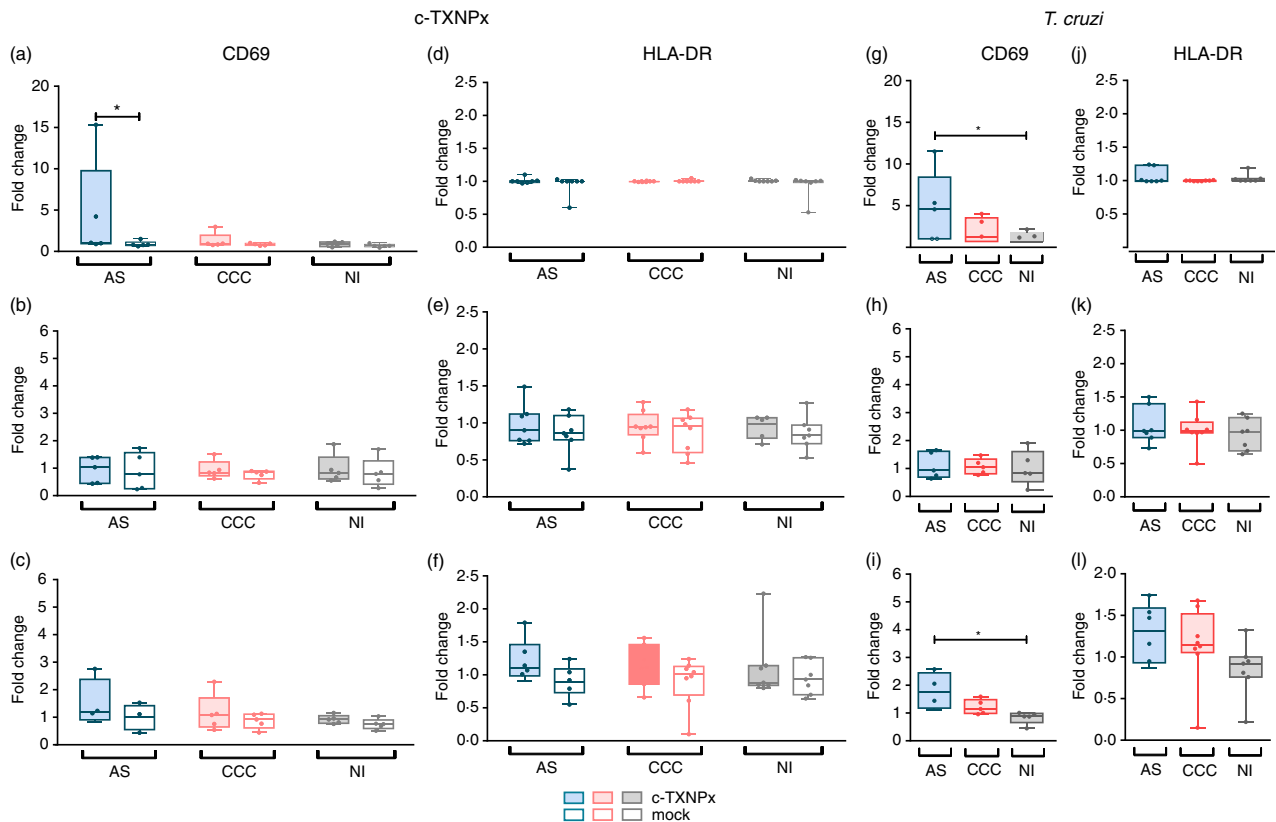 c-TXNPx
T. cruzi
(a)
CD69
Fold change
20
15
10
5
0
*
AS
CCC
NI
(d)
HLA-DR
Fold change
2·5
2·0
1·5
1·0
0·5
0·0
AS
CCC
NI
(g)
CD69
Fold change
20
15
10
5
0
*
AS
CCC
NI
(j)
HLA-DR
Fold change
2·5
2·0
1·5
1·0
0·5
0·0
AS
CCC
NI
(b)
Fold change
6
5
4
3
2
1
0
AS
CCC
NI
(e)
Fold change
2·5
2·0
1·5
1·0
0·5
0·0
AS
CCC
NI
(h)
Fold change
6
5
4
3
2
1
0
AS
CCC
NI
(k)
Fold change
2·5
2·0
1·5
1·0
0·5
0·0
AS
CCC
NI
(c)
Fold change
6
5
4
3
2
1
0
AS
CCC
NI
(f)
Fold change
2·5
2·0
1·5
1·0
0·5
0·0
AS
CCC
NI
(i)
Fold change
6
5
4
3
2
1
0
*
AS
CCC
NI
(l)
Fold change
2·0
1·5
1·0
0·5
0·0
AS
CCC
NI
c-TXNPx
mock